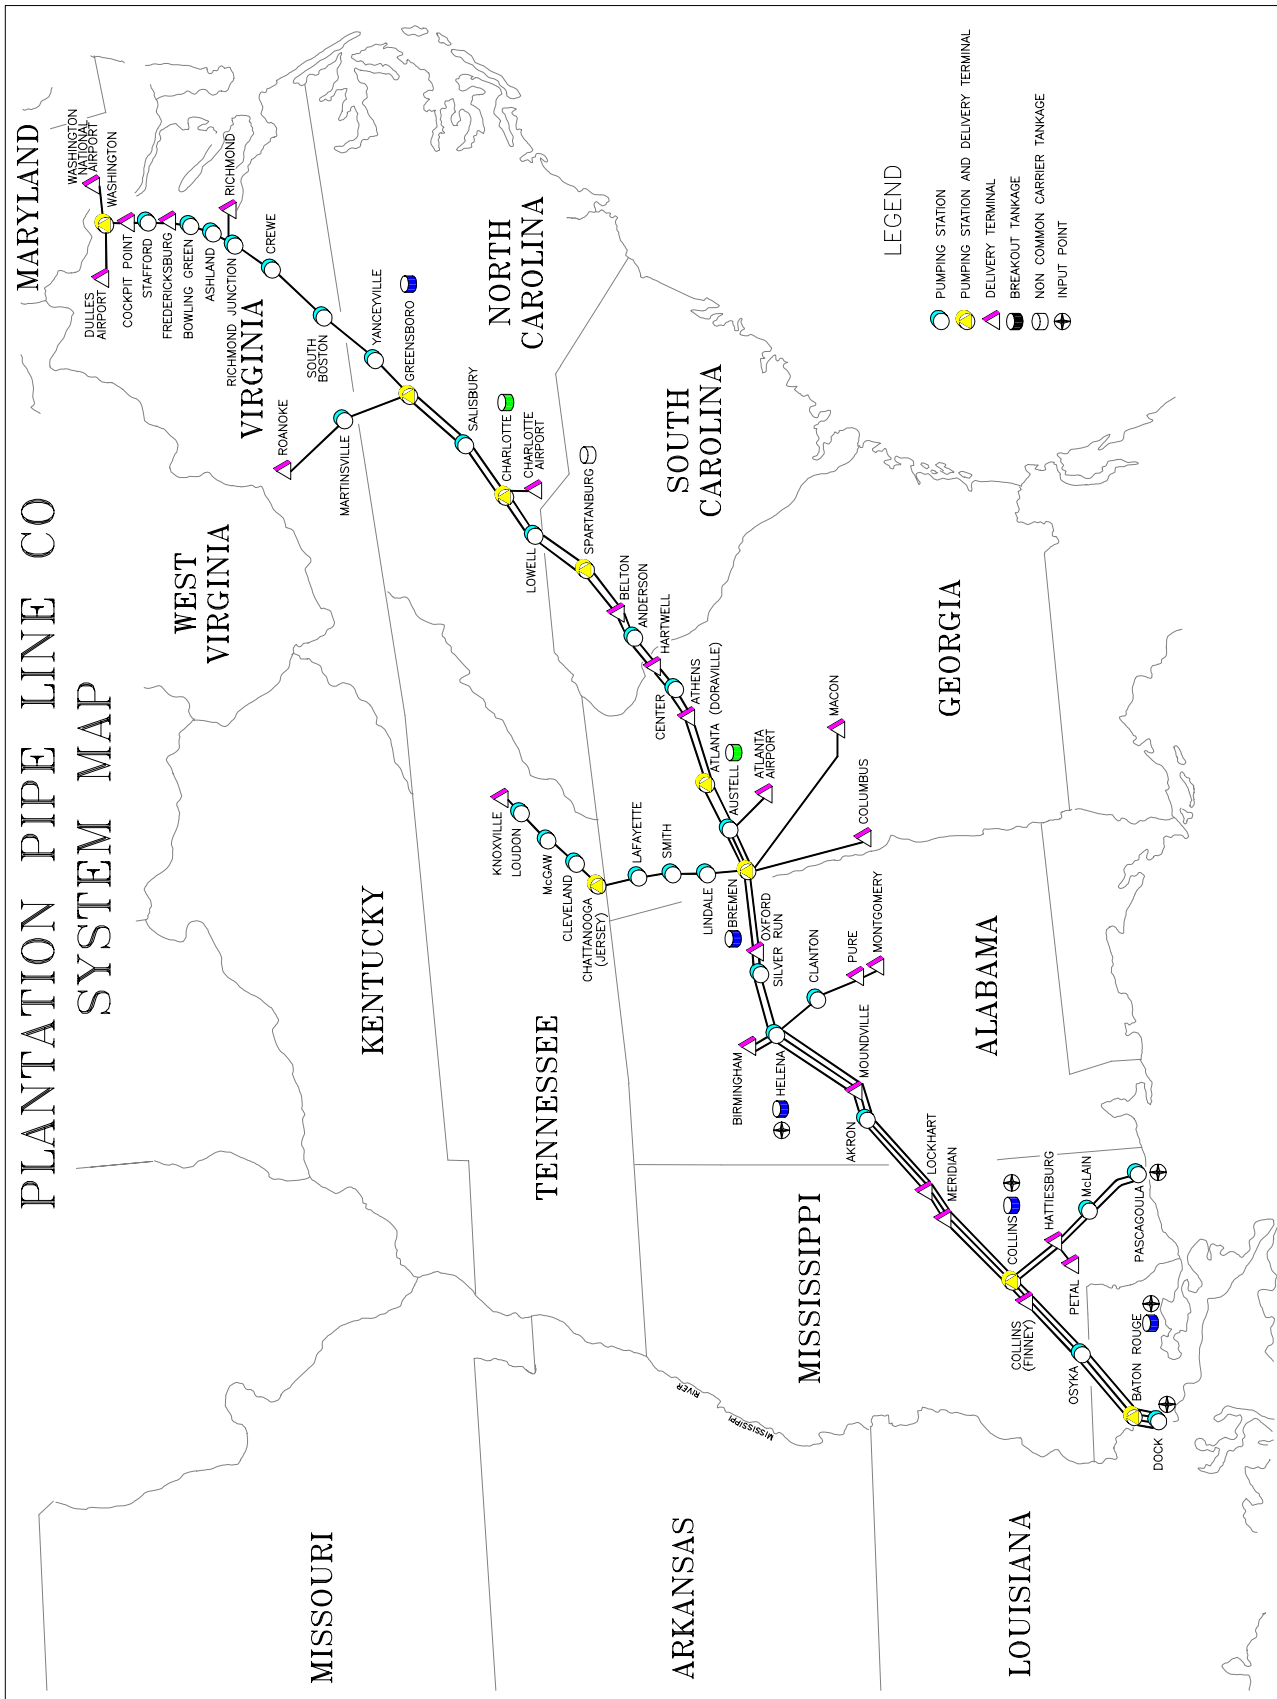 PLANTATION PIPE LINE CO
SYSTEM MAP
MARYLAND
WASHINGTON
NATIONAL
AIRPORT
WASHINGTON
DULLES
AIRPORT
COCKPIT POINT
STAFFORD
FREDERICKSBURG
BOWLING GREEN
ASHLAND
RICHMOND JUNCTION
RICHMOND
CREWE
VIRGINIA
SOUTH
BOSTON
YANCEYVILLE
GREENSBORO
ROANOKE
MARTINSVILLE
WEST
VIRGINIA
NORTH
CAROLINA
SALISBURY
CHARLOTTE
CHARLOTTE
AIRPORT
LOWELL
SPARTANBURG
SOUTH
CAROLINA
BELTON
ANDERSON
HARTWELL
CENTER
ATHENS
ATLANTA (DORAVILLE)
AUSTELL
ATLANTA
AIRPORT
MACON
COLUMBUS
GEORGIA
KENTUCKY
KNOXVILLE
LOUDON
McGAW
CLEVELAND
CHATTANOOGA
(JERSEY)
LAFAYETTE
SMITH
LINDALE
BREMEN
OXFORD
SILVER RUN
TENNESSEE
CLANTON
PURE
MONTGOMERY
BIRMINGHAM
HELENA
MOUNDVILLE
AKRON
ALABAMA
LOCKHART
MERIDIAN
MISSISSIPPI
COLLINS
HATTIESBURG
McLAIN
PASCAGOULA
PETAL
COLLINS
(FINNEY)
OSYKA
BATON ROUGE
DOCK
MISSISSIPPI
RIVER
MISSOURI
ARKANSAS
LOUISIANA
LEGEND
PUMPING STATION
PUMPING STATION AND DELIVERY TERMINAL
DELIVERY TERMINAL
BREAKOUT TANKAGE
NON COMMON CARRIER TANKAGE
INPUT POINT